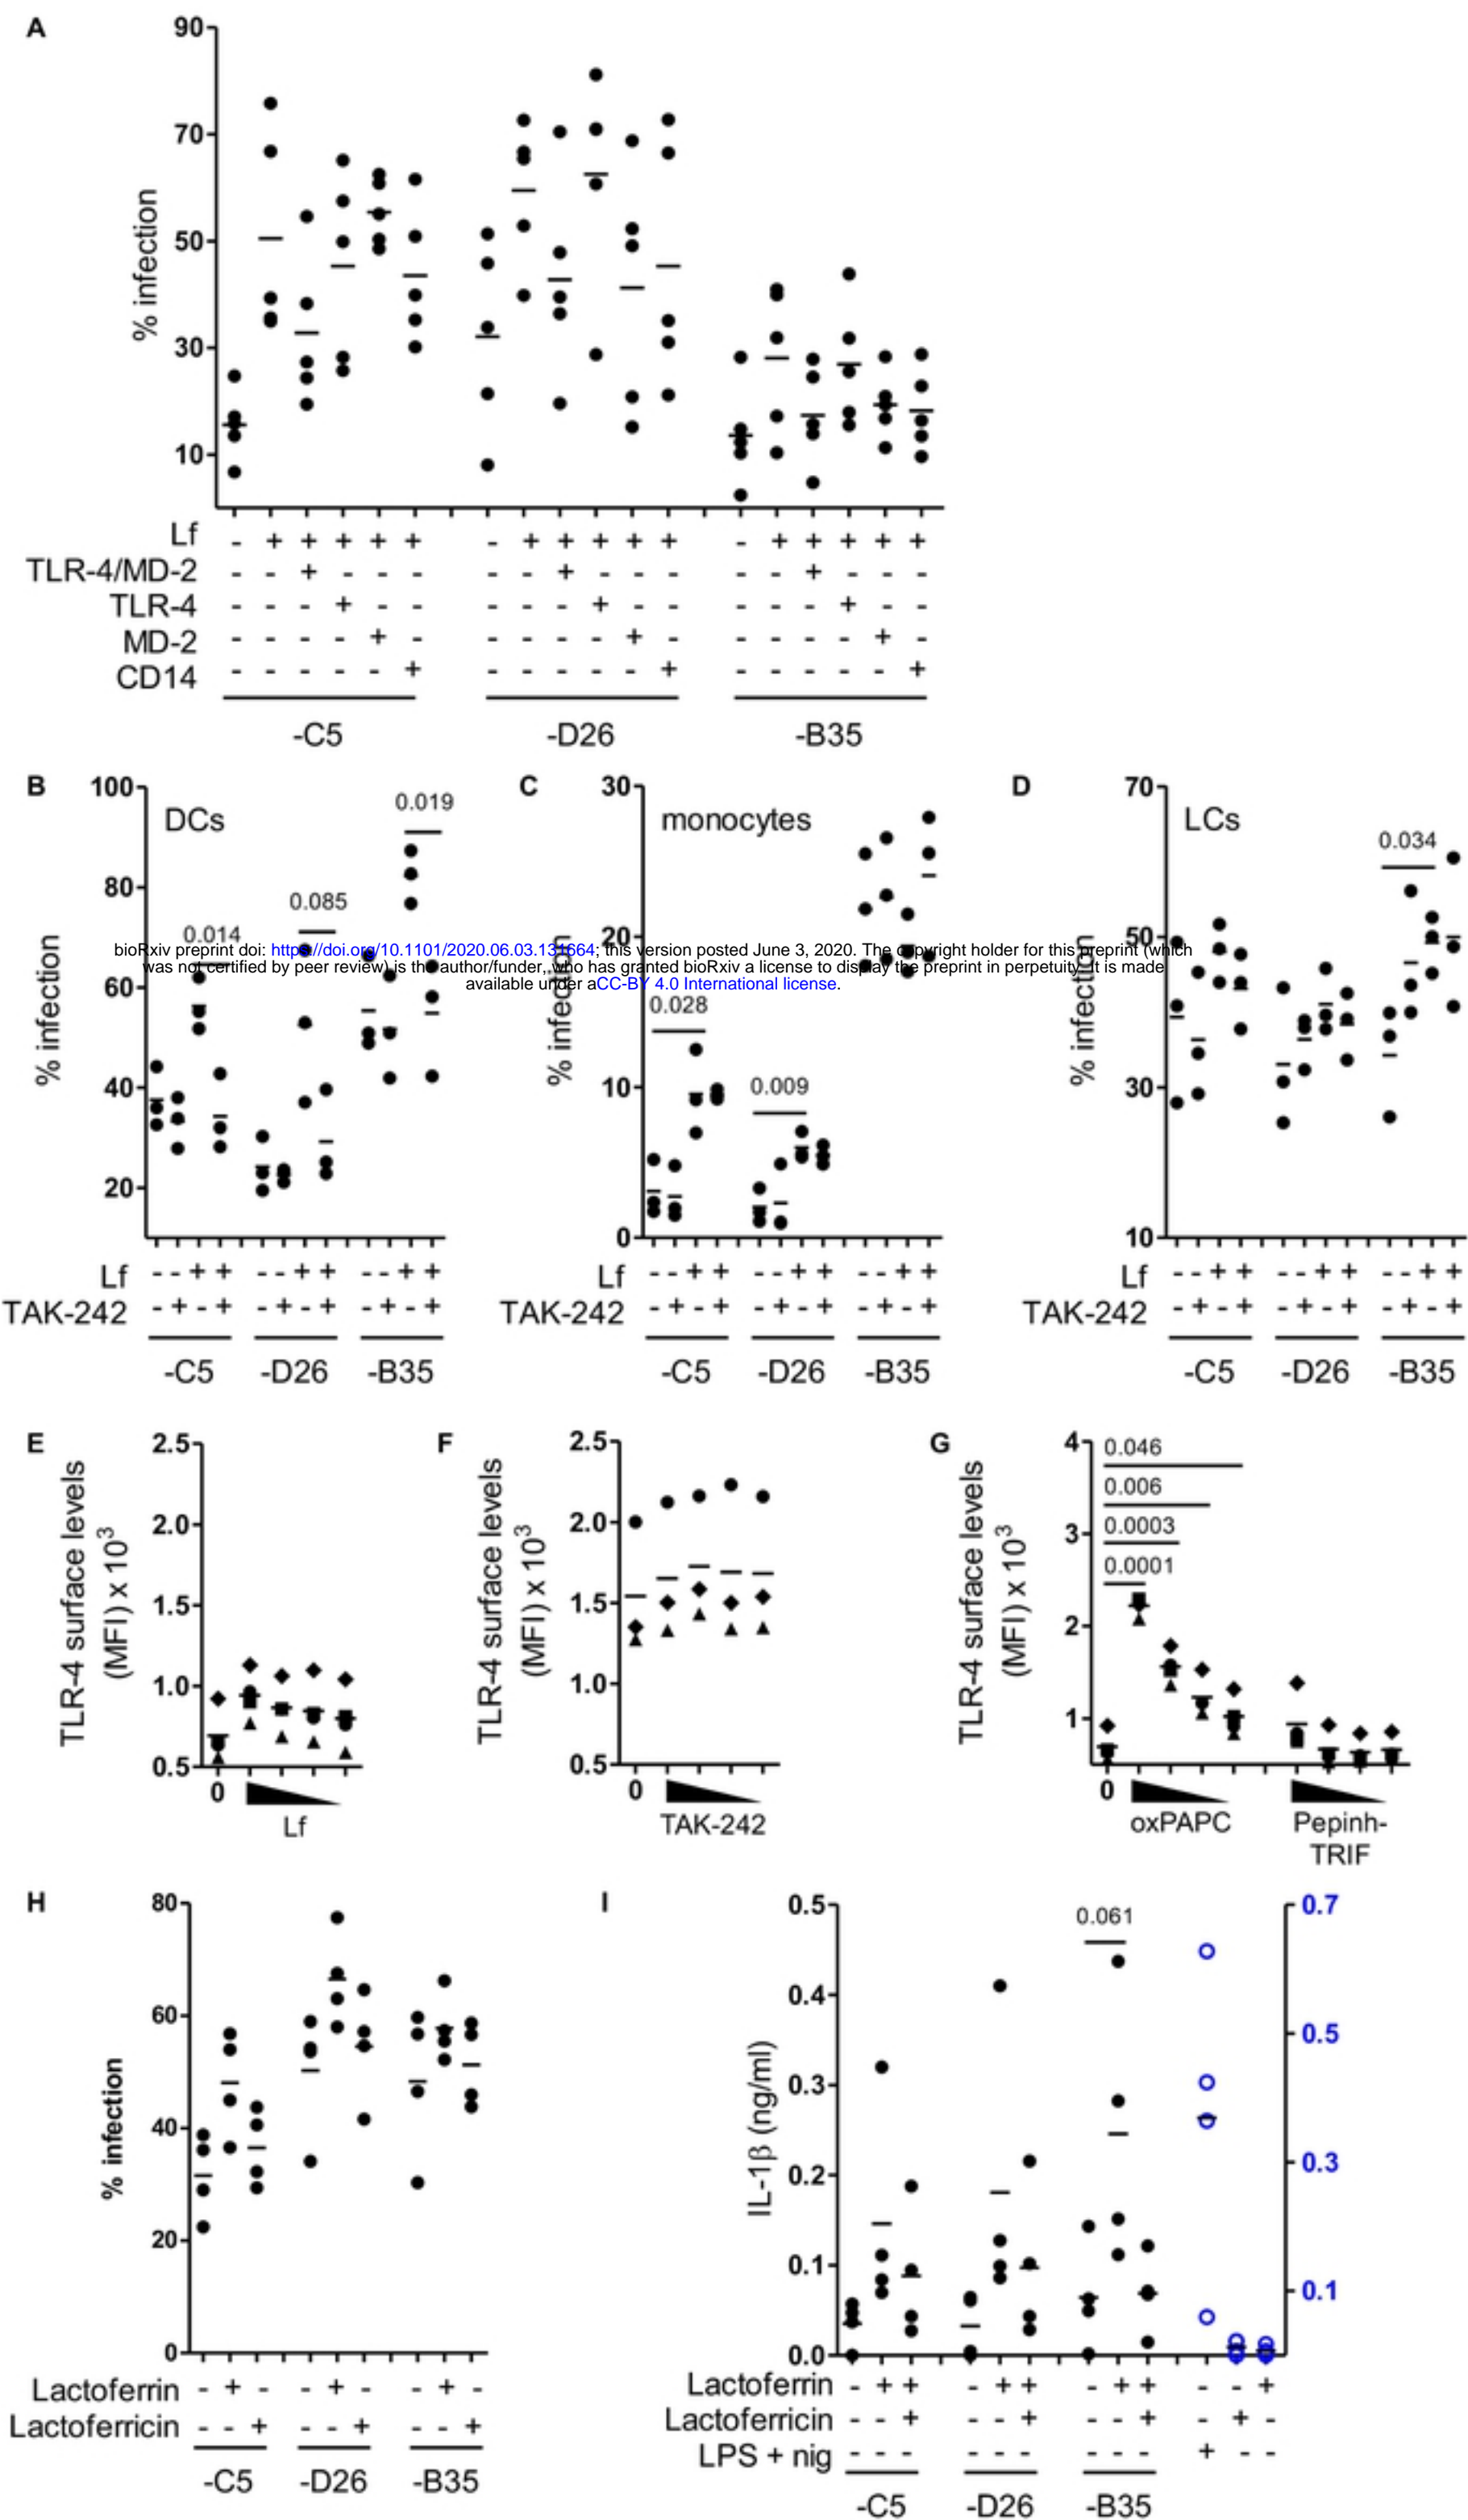 A
90
70
50
30
10
% infection
Lf - + + + + + - + + + + + - + + + + +
TLR-4/MD-2 - - + - - - - - + - - - - - + - - -
TLR-4 - - - + - - - - - + - - - - - + - -
MD-2 - - - - + - - - - - + - - - - - + -
CD14 - - - - - + - - - - - + - - - - - +
-C5 -D26 -B35
B
100
80
60
40
20
% infection
DCs
0.014
0.085
0.019
Lf - - + + - - + + - - + +
TAK-242 - + - + - + - + - + - +
-C5 -D26 -B35
C
30
20
10
0
% infection
monocytes
0.028
0.009
Lf - - + + - - + + - - + +
TAK-242 - + - + - + - + - + - +
-C5 -D26 -B35
D
70
50
30
10
% infection
LCs
0.034
Lf - - + + - - + + - - + +
TAK-242 - + - + - + - + - + - +
-C5 -D26 -B35
bioRxiv preprint doi: https://doi.org/10.1101/2020.06.03.131664; this version posted June 3, 2020. The copyright holder for this preprint (which
was not certified by peer review) is the author/funder, who has granted bioRxiv a license to display the preprint in perpetuity. It is made
available under aCC-BY 4.0 International license.
E
2.5
2.0
1.5
1.0
0.5
TLR-4 surface levels
(MFI) x 10³
0
Lf
F
2.5
2.0
1.5
1.0
0.5
TLR-4 surface levels
(MFI) x 10³
0
TAK-242
G
4
3
2
1
TLR-4 surface levels
(MFI) x 10³
0.046
0.006
0.0003
0.0001
0
oxPAPC
Pepinh-
TRIF
H
80
60
40
20
0
% infection
Lactoferrin - + - - + - - + -
Lactoferricin - - + - - + - - +
-C5 -D26 -B35
I
0.5
0.4
0.3
0.2
0.1
0.0
IL-1β (ng/ml)
0.061
0.7
0.5
0.3
0.1
Lactoferrin - + + - + + - + + - - +
Lactoferricin - - + - - + - - + - + -
LPS + nig - - - - - - - - - + - -
-C5 -D26 -B35